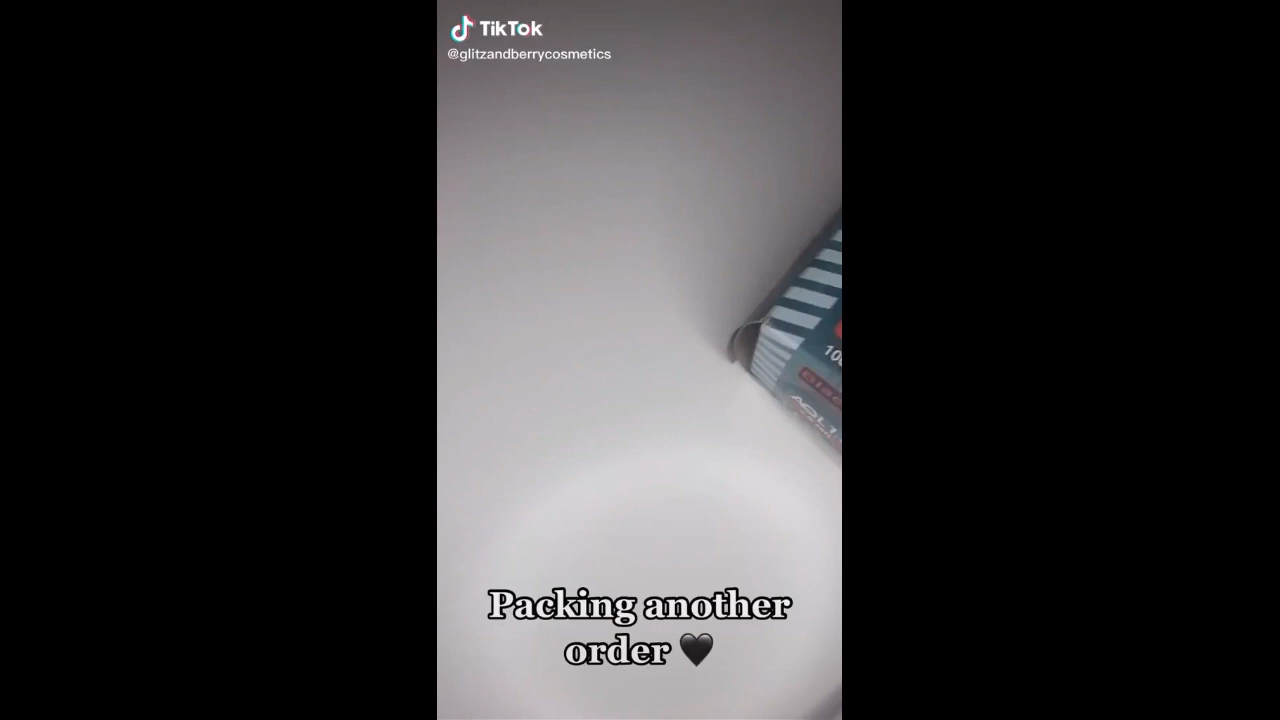 TikTok
@glitzandberrycosmetics
Packing another
order 🖤